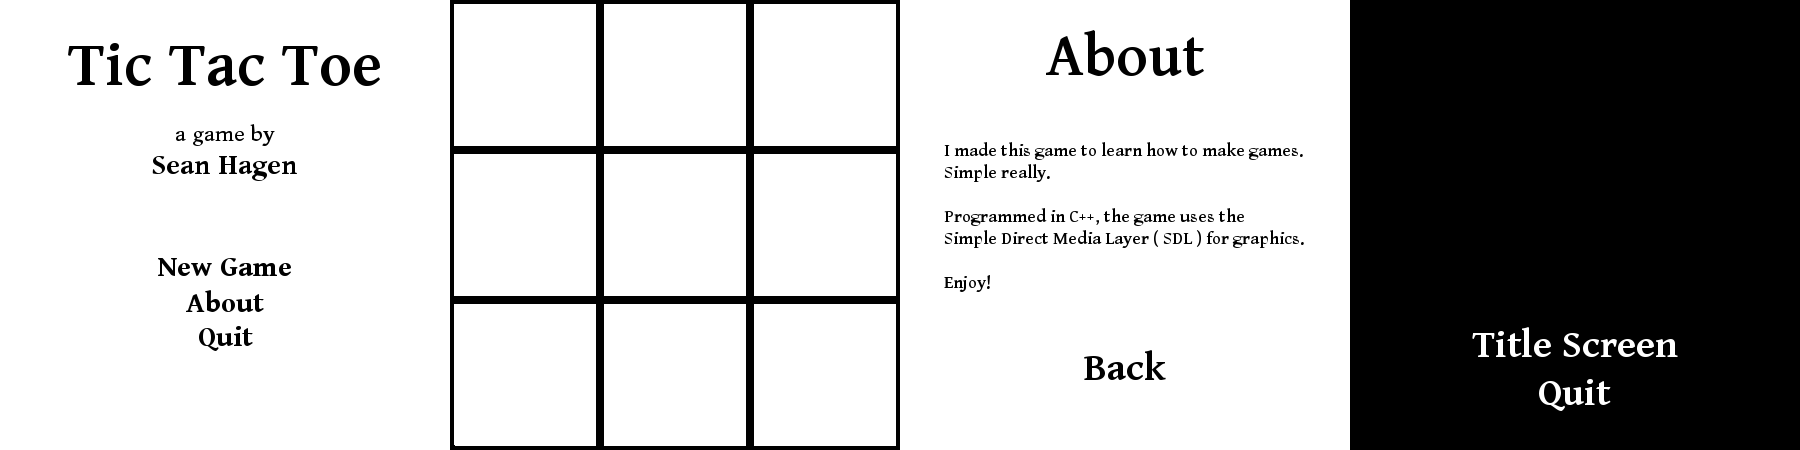 Tic Tac Toe
a game by
Sean Hagen
New Game
About
Quit
About
I made this game to learn how to make games.
Simple really.
Programmed in C++, the game uses the
Simple Direct Media Layer ( SDL ) for graphics.
Enjoy!
Back
Title Screen
Quit